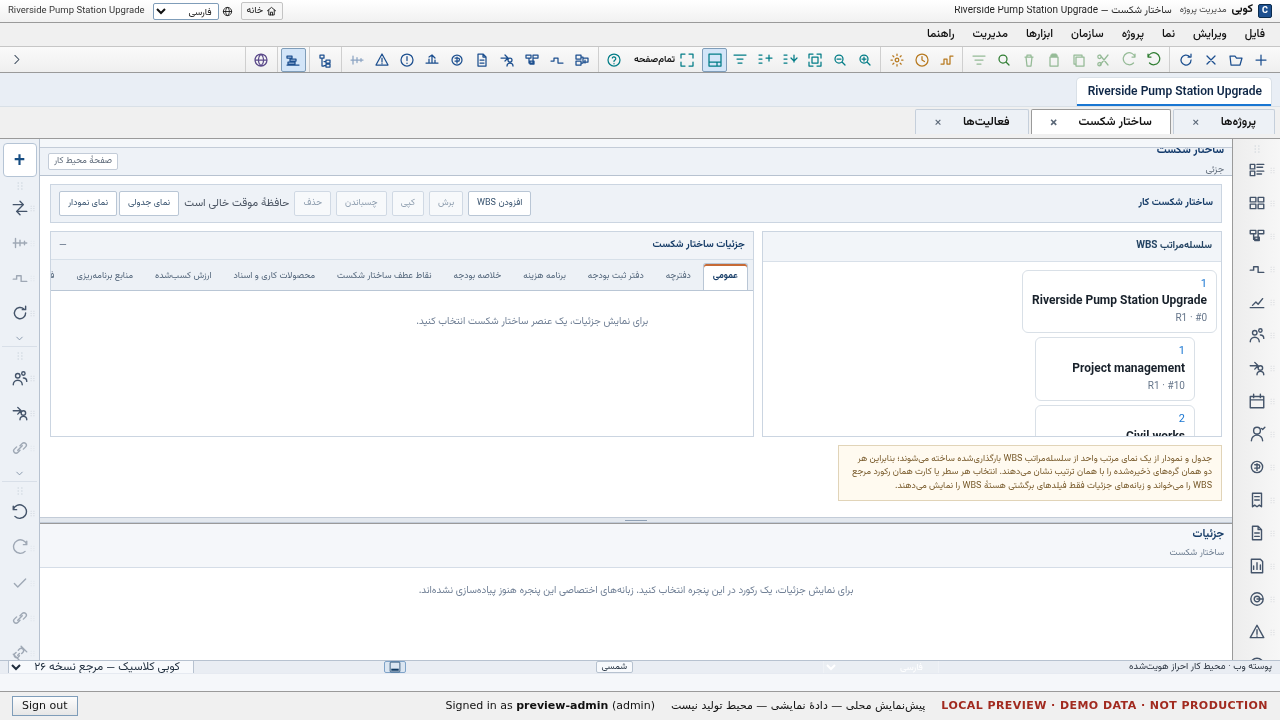 C کوبی مدیریت پروژه ساختار شکست — Riverside Pump Station Upgrade
خانه
فارسی
Riverside Pump Station Upgrade
فایل ویرایش نما پروژه سازمان ابزارها مدیریت راهنما
تمام‌صفحه
Riverside Pump Station Upgrade
پروژه‌ها × ساختار شکست × فعالیت‌ها ×
ساختار شکست
جزئی
صفحهٔ محیط کار
ساختار شکست کار
افزودن WBS برش کپی چسباندن حذف حافظهٔ موقت خالی است نمای جدولی نمای نمودار
سلسله‌مراتب WBS
1
Riverside Pump Station Upgrade
R1 · #0
1
Project management
R1 · #10
2
Civil works
جزئیات ساختار شکست
عمومی دفترچه دفتر ثبت بودجه برنامه هزینه خلاصه بودجه نقاط عطف ساختار شکست محصولات کاری و اسناد ارزش کسب‌شده منابع برنامه‌ریزی
برای نمایش جزئیات، یک عنصر ساختار شکست انتخاب کنید.
جدول و نمودار از یک نمای مرتب واحد از سلسله‌مراتب WBS بارگذاری‌شده ساخته می‌شوند؛ بنابراین هر
دو همان گره‌های ذخیره‌شده را با همان ترتیب نشان می‌دهند. انتخاب هر سطر یا کارت همان رکورد مرجع
WBS را می‌خواند و زبانه‌های جزئیات فقط فیلدهای برگشتی هستهٔ WBS را نمایش می‌دهند.
جزئیات
ساختار شکست
برای نمایش جزئیات، یک رکورد در این پنجره انتخاب کنید. زبانه‌های اختصاصی این پنجره هنوز پیاده‌سازی نشده‌اند.
پوسته وب · محیط کار احراز هویت‌شده
فارسی
شمسی
کوبی کلاسیک — مرجع نسخه ۲۶
LOCAL PREVIEW · DEMO DATA · NOT PRODUCTION
پیش‌نمایش محلی — دادهٔ نمایشی — محیط تولید نیست
Signed in as preview-admin (admin)
Sign out